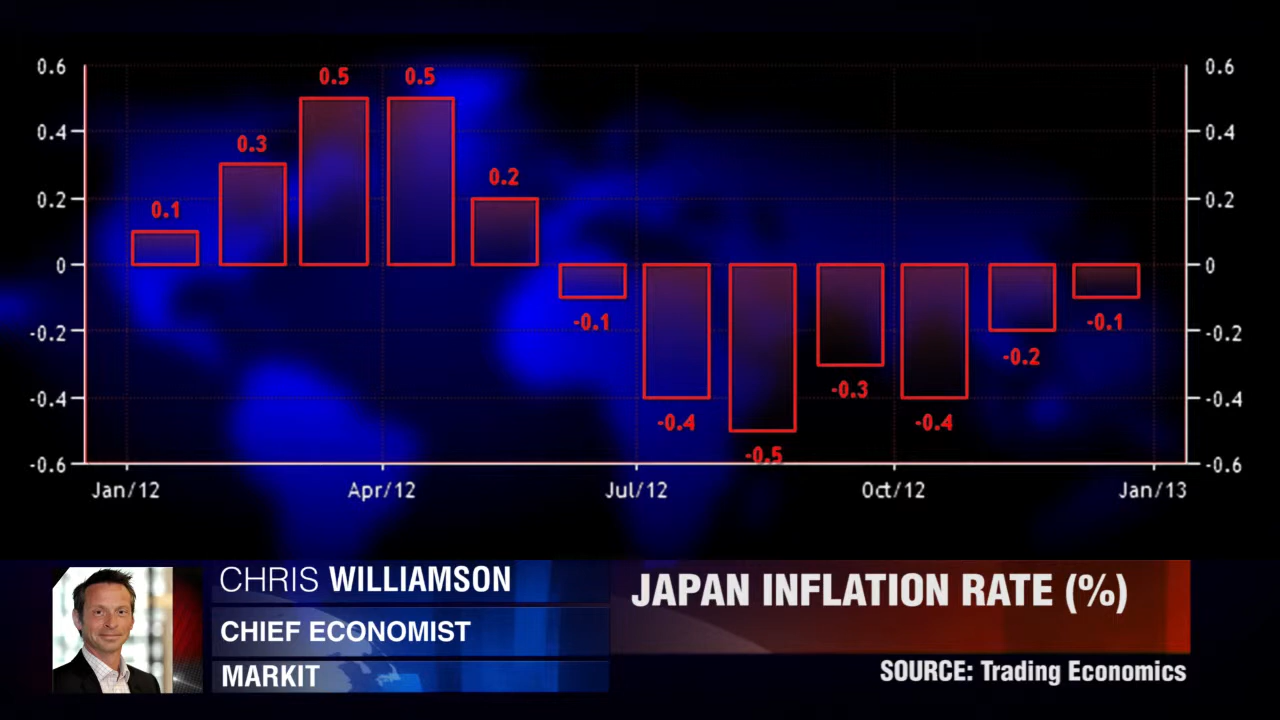 0.5 0.5
0.6 0.6
0.3
0.4 0.4
0.2
0.1
0.2 0.2
0 0
-0.1
-0.2 -0.2
-0.2
-0.1
-0.3
-0.4 -0.4
-0.4 -0.4
-0.5
-0.6 -0.6
Jan/12 Apr/12 Jul/12 Oct/12 Jan/13
CHRIS WILLIAMSON
CHIEF ECONOMIST
MARKIT
JAPAN INFLATION RATE (%)
SOURCE: Trading Economics